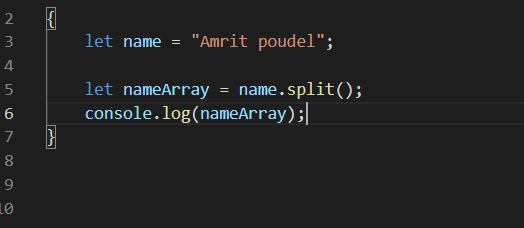 2 {
3 let name = "Amrit poudel";
4
5 let nameArray = name.split();
6 console.log(nameArray);
7 }
8
9
10